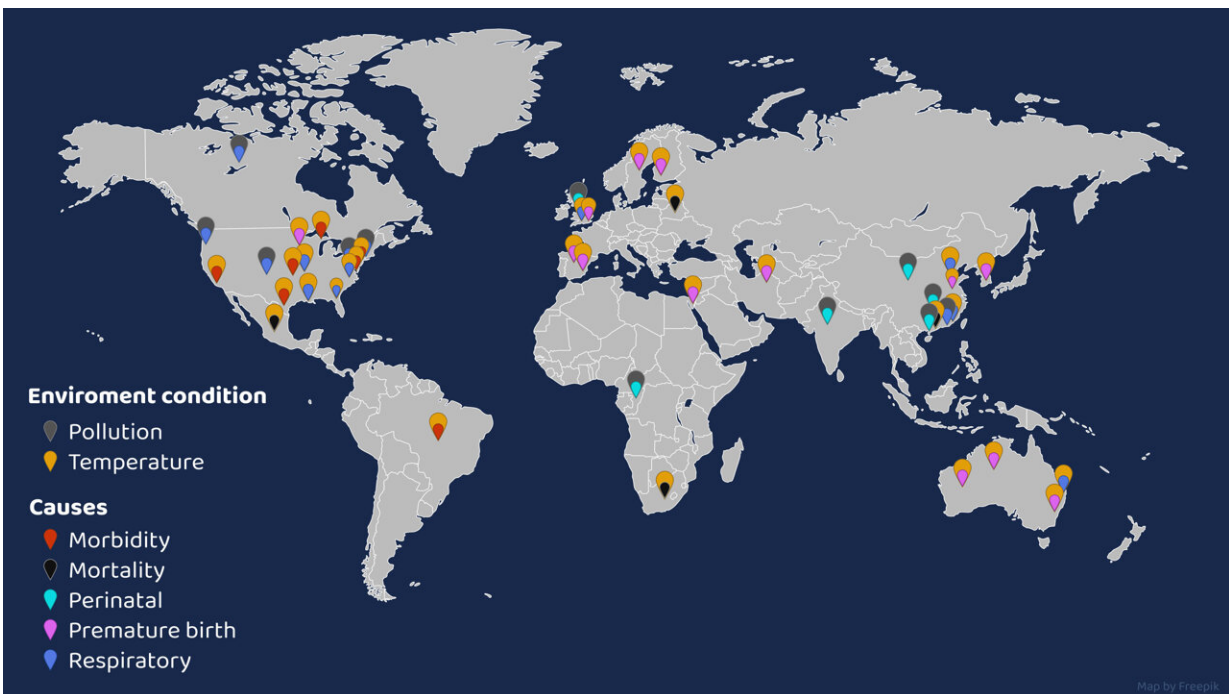 Enviroment condition
Pollution
Temperature
Causes
Morbidity
Mortality
Perinatal
Premature birth
Respiratory
Map by Freepik